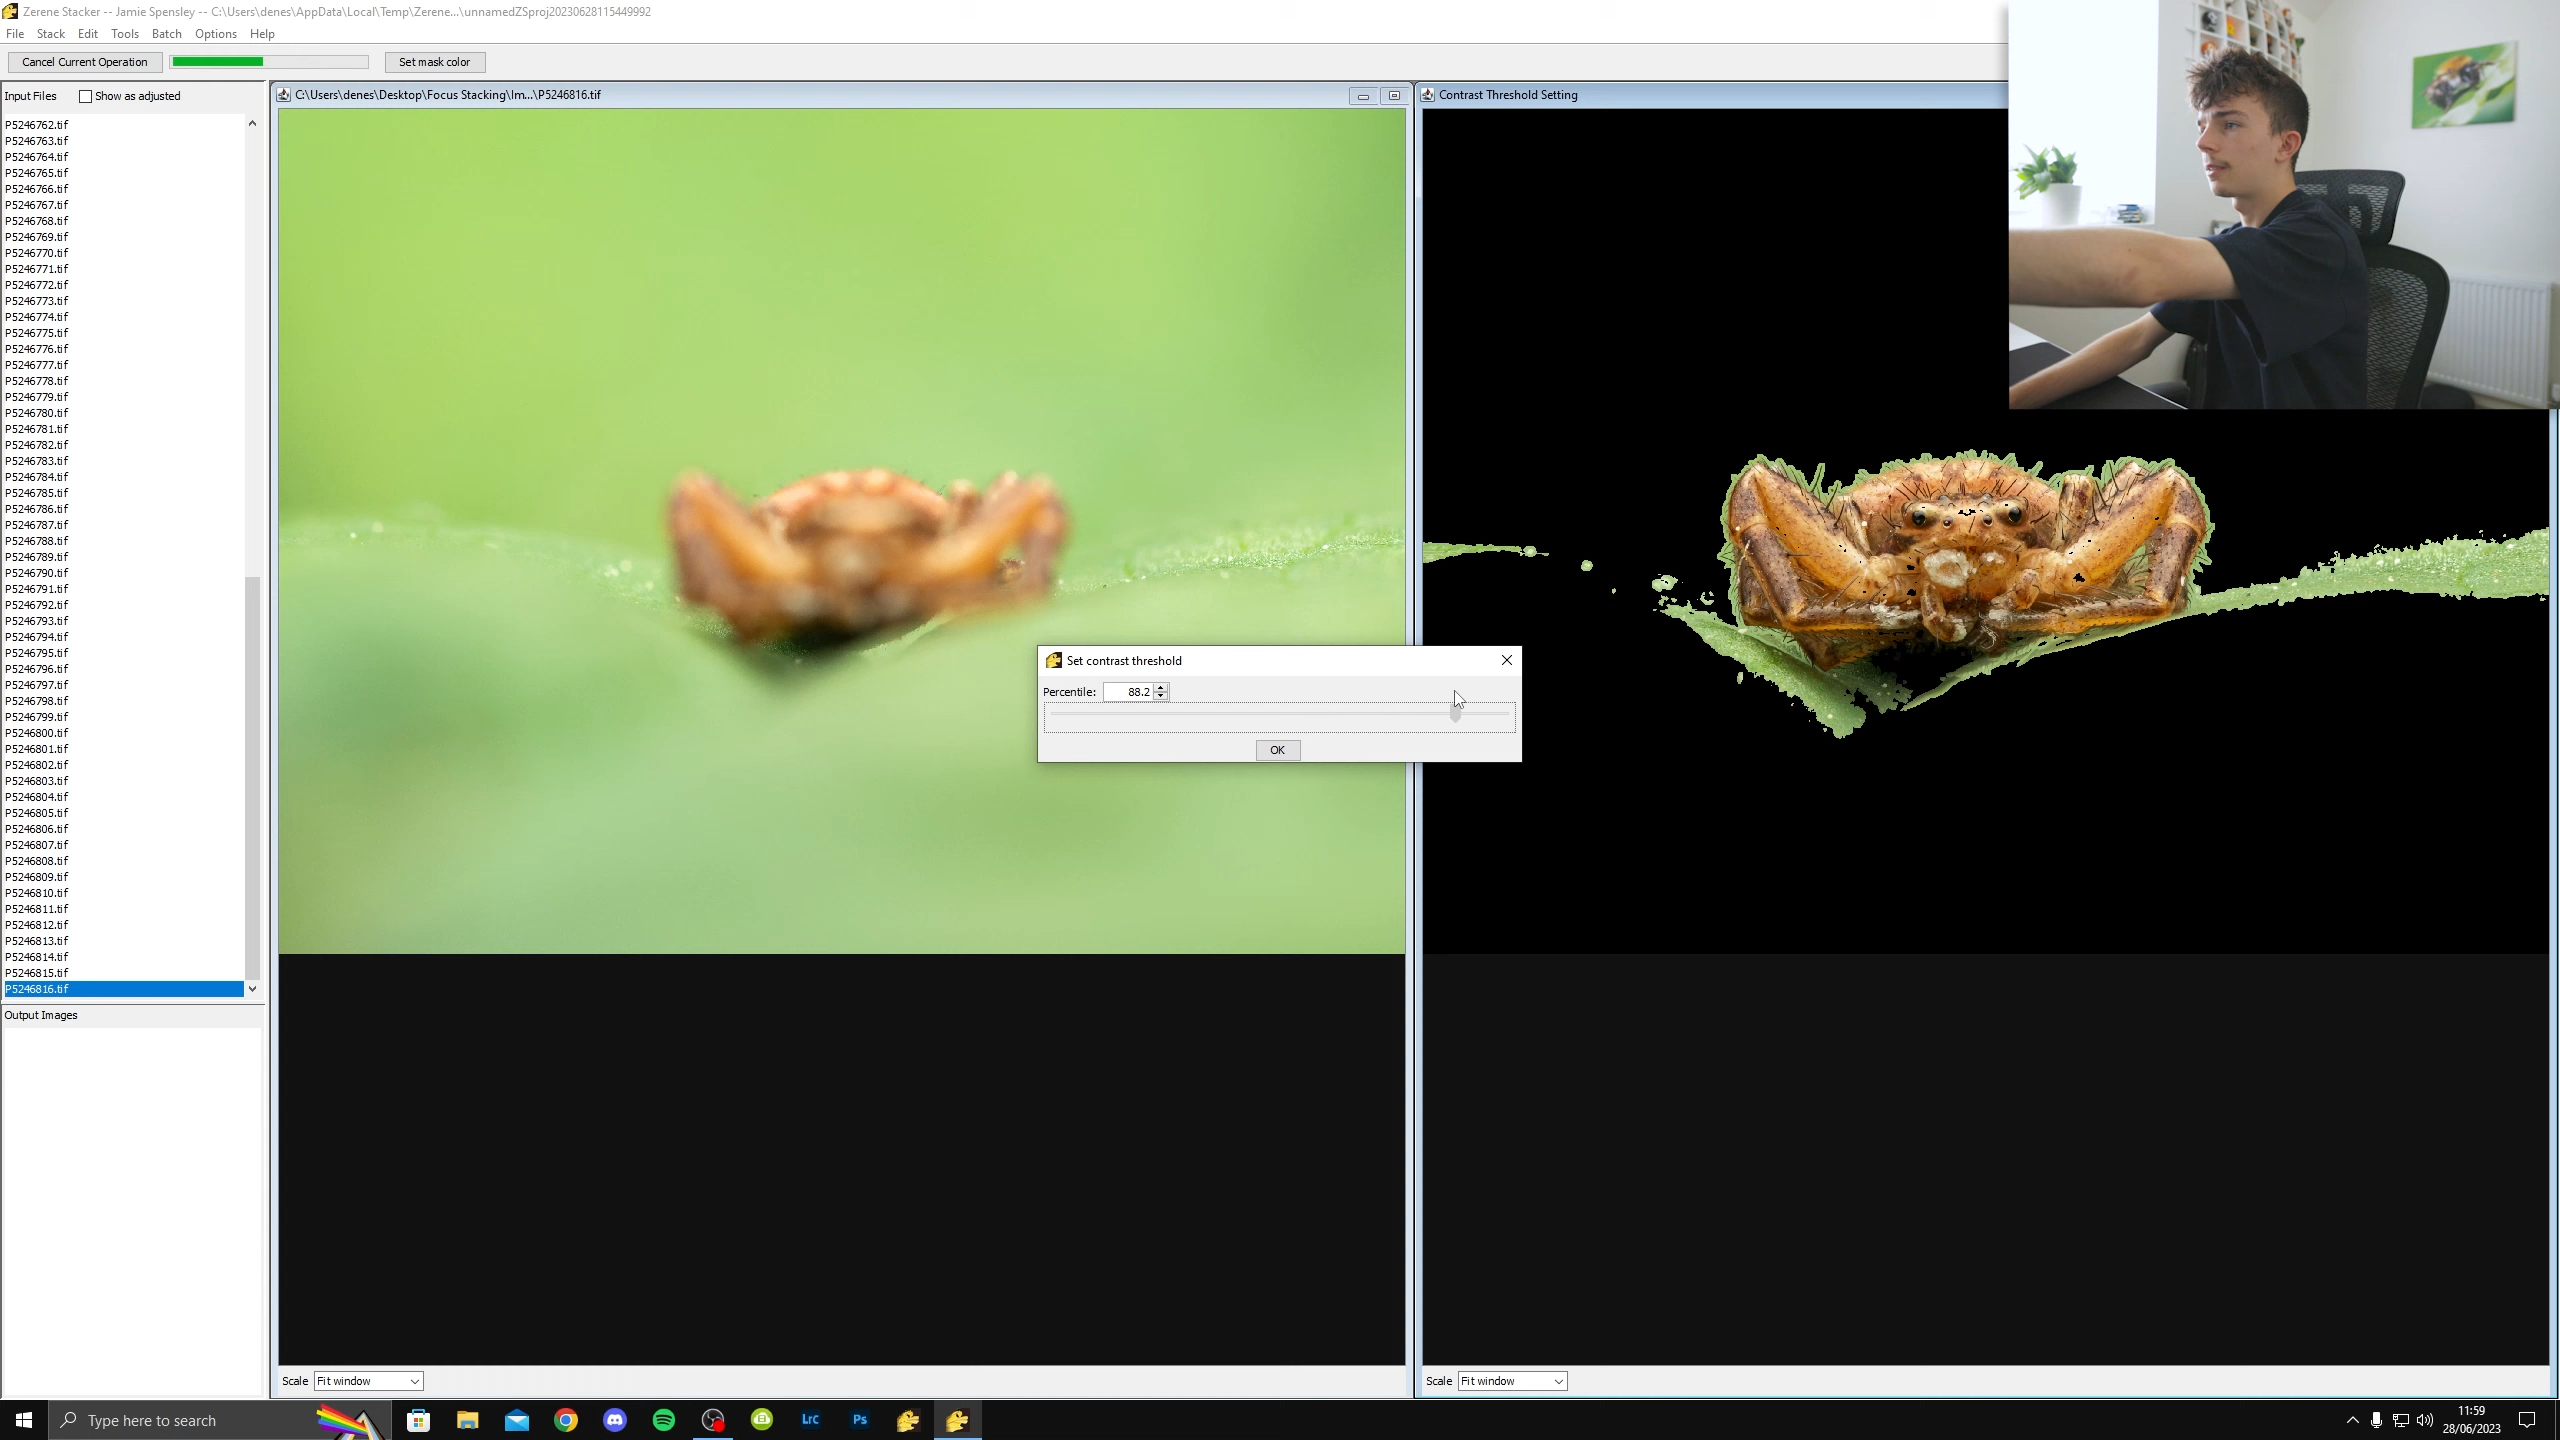 Zerene Stacker -- Jamie Spensley -- C:\Users\denes\AppData\Local\Temp\Zerene...\unnamedZSproj20230628115449992
File Stack Edit Tools Batch Options Help
Cancel Current Operation Set mask color
Input Files Show as adjusted
C:\Users\denes\Desktop\Focus Stacking\Im...\P5246816.tif
Contrast Threshold Setting
P5246762.tif
P5246763.tif
P5246764.tif
P5246765.tif
P5246766.tif
P5246767.tif
P5246768.tif
P5246769.tif
P5246770.tif
P5246771.tif
P5246772.tif
P5246773.tif
P5246774.tif
P5246775.tif
P5246776.tif
P5246777.tif
P5246778.tif
P5246779.tif
P5246780.tif
P5246781.tif
P5246782.tif
P5246783.tif
P5246784.tif
P5246785.tif
P5246786.tif
P5246787.tif
P5246788.tif
P5246789.tif
P5246790.tif
P5246791.tif
P5246792.tif
P5246793.tif
P5246794.tif
P5246795.tif
P5246796.tif
P5246797.tif
P5246798.tif
P5246799.tif
P5246800.tif
P5246801.tif
P5246802.tif
P5246803.tif
P5246804.tif
P5246805.tif
P5246806.tif
P5246807.tif
P5246808.tif
P5246809.tif
P5246810.tif
P5246811.tif
P5246812.tif
P5246813.tif
P5246814.tif
P5246815.tif
P5246816.tif
Set contrast threshold
Percentile: 88.2
OK
Output Images
Scale Fit window
Scale Fit window
Type here to search
Lrc
Ps
11:59
28/06/2023